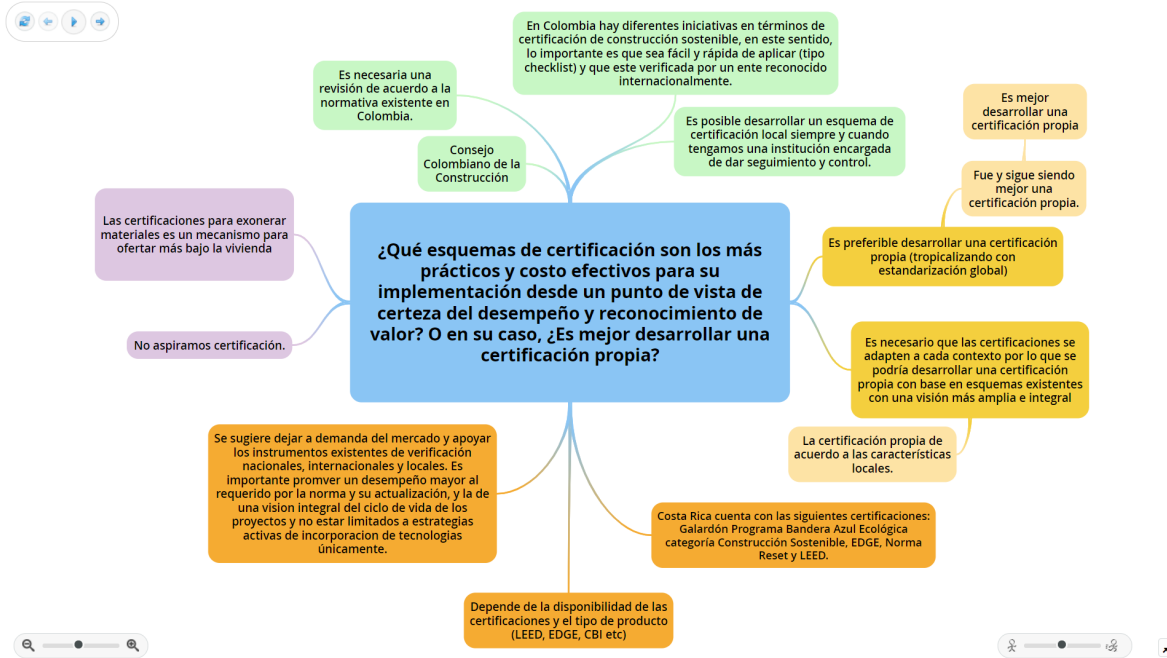 En Colombia hay diferentes iniciativas en términos de
certificación de construcción sostenible, en este sentido,
lo importante es que sea fácil y rápida de aplicar (tipo
checklist) y que este verificada por un ente reconocido
internacionalmente.
Es necesaria una
revisión de acuerdo a la
normativa existente en
Colombia.
Es posible desarrollar un esquema de
certificación local siempre y cuando
tengamos una institución encargada
de dar seguimiento y control.
Consejo
Colombiano de la
Construcción
Es mejor
desarrollar una
certificación propia
Fue y sigue siendo
mejor una
certificación propia.
Es preferible desarrollar una certificación
propia (tropicalizando con
estandarización global)
Las certificaciones para exonerar
materiales es un mecanismo para
ofertar más bajo la vivienda
No aspiramos certificación.
¿Qué esquemas de certificación son los más
prácticos y costo efectivos para su
implementación desde un punto de vista de
certeza del desempeño y reconocimiento de
valor? O en su caso, ¿Es mejor desarrollar una
certificación propia?
Es necesario que las certificaciones se
adapten a cada contexto por lo que se
podría desarrollar una certificación
propia con base en esquemas existentes
con una visión más amplia e integral
La certificación propia de
acuerdo a las características
locales.
Se sugiere dejar a demanda del mercado y apoyar
los instrumentos existentes de verificación
nacionales, internacionales y locales. Es
importante promver un desempeño mayor al
requerido por la norma y su actualización, y la de
una vision integral del ciclo de vida de los
proyectos y no estar limitados a estrategias
activas de incorporacion de tecnologías
únicamente.
Costa Rica cuenta con las siguientes certificaciones:
Galardón Programa Bandera Azul Ecológica
categoría Construcción Sostenible, EDGE, Norma
Reset y LEED.
Depende de la disponibilidad de las
certificaciones y el tipo de producto
(LEED, EDGE, CBI etc)